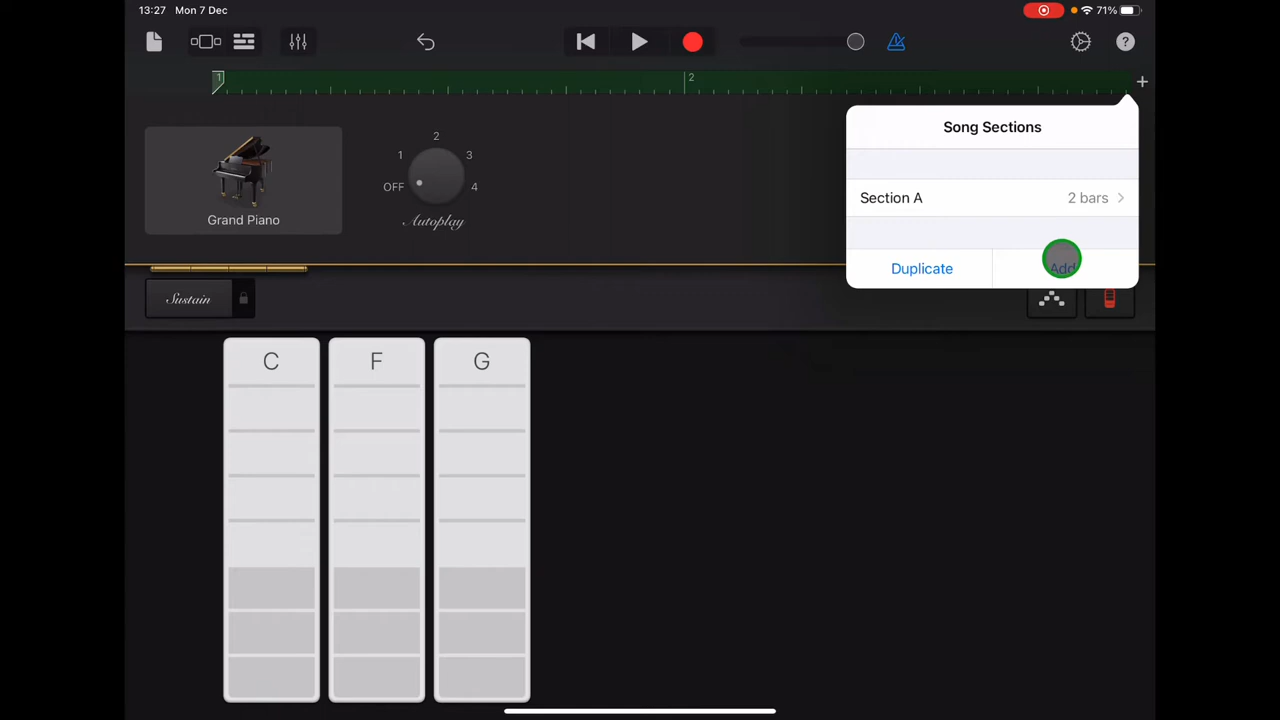 13:27 Mon 7 Dec
71%
?
1
2
Song Sections
Section A 2 bars
Duplicate Add
Grand Piano
OFF 1 2 3 4
Autoplay
Sustain
C F G